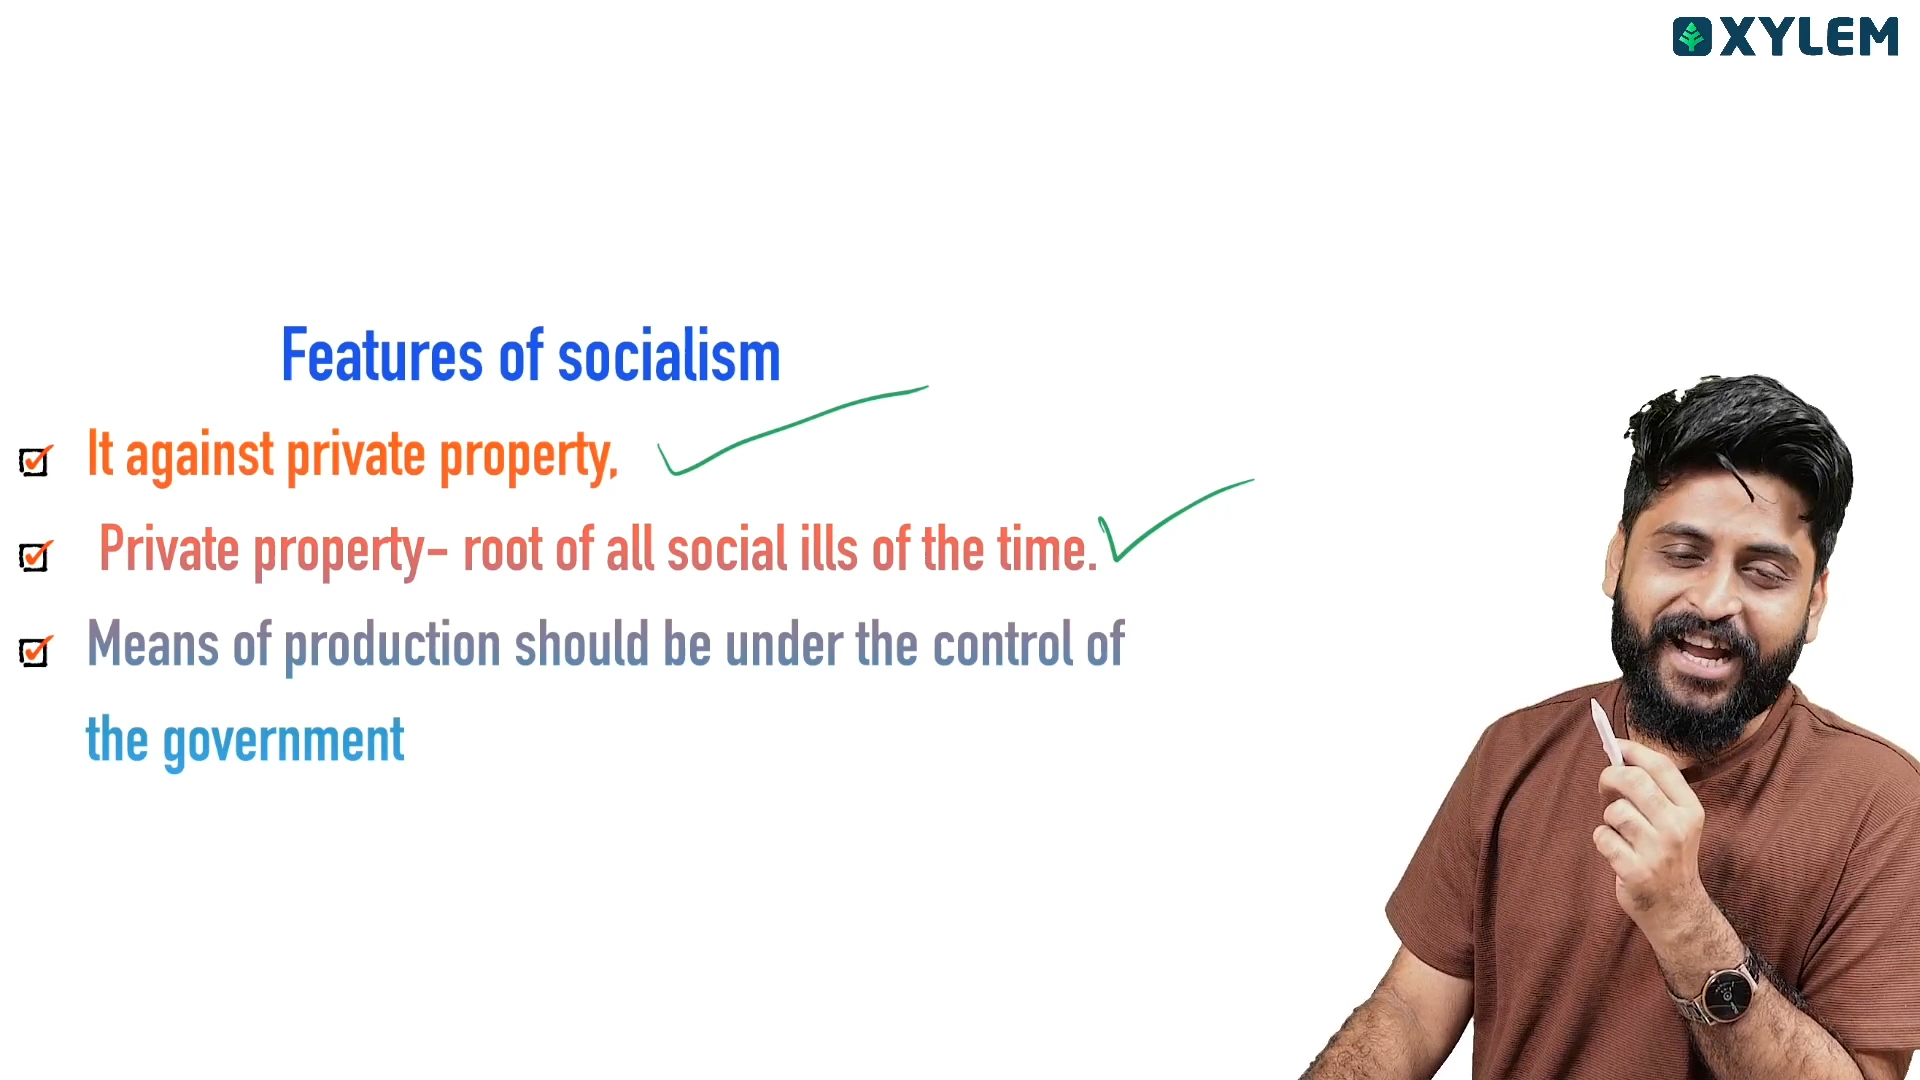 XYLEM
Features of socialism
It against private property,
Private property- root of all social ills of the time.
Means of production should be under the control of
the government